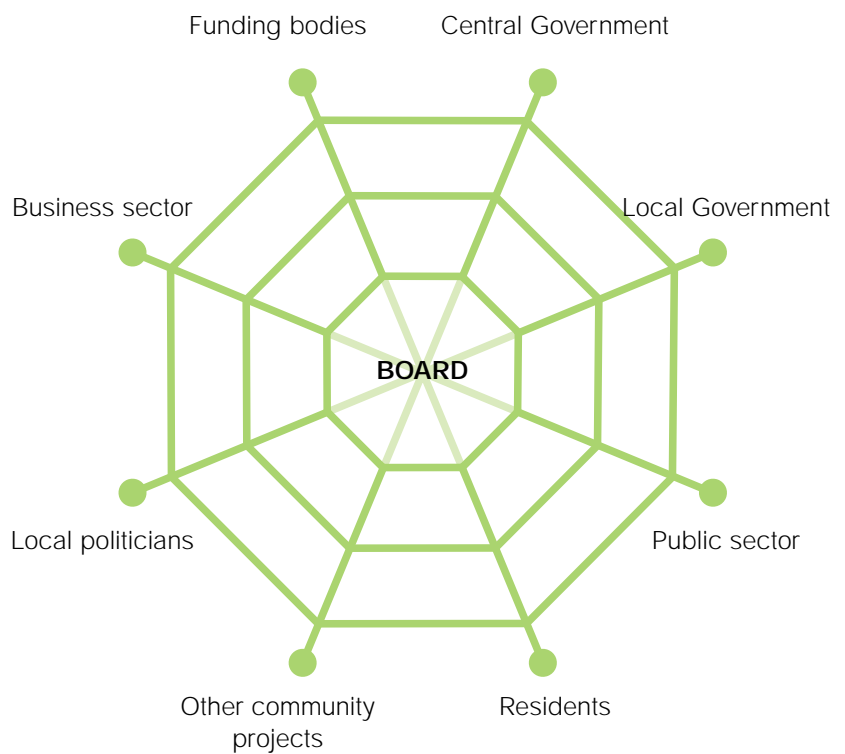 Funding bodies
Central Government
Business sector
Local Government
BOARD
Local politicians
Public sector
Other community
projects
Residents